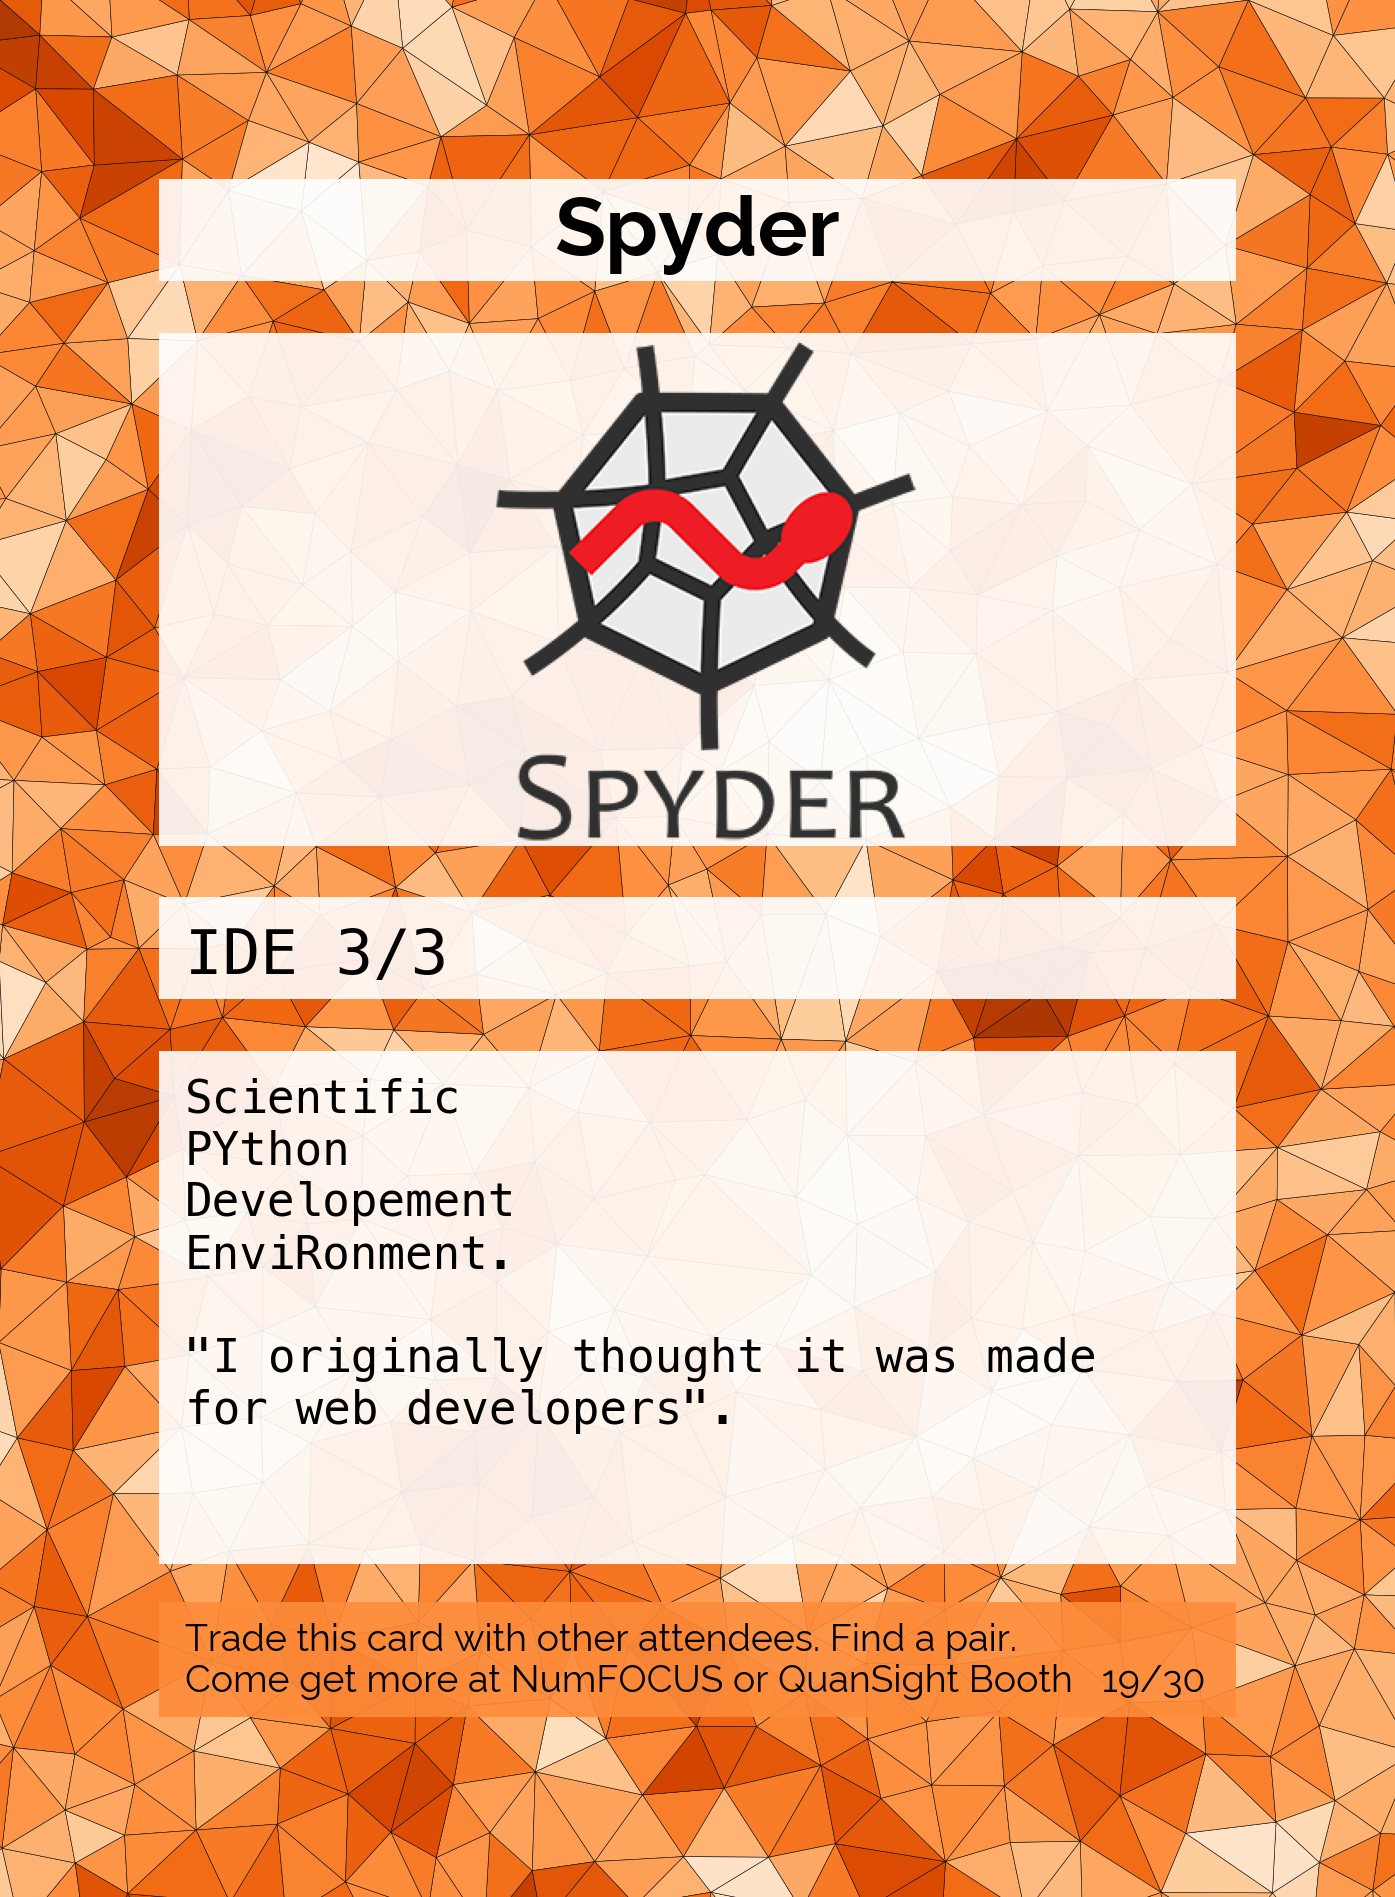 Spyder
SPYDER
IDE 3/3
Scientific
PYthon
Developement
EnviRonment.
"I originally thought it was made
for web developers".
Trade this card with other attendees. Find a pair.
Come get more at NumFOCUS or QuanSight Booth 19/30